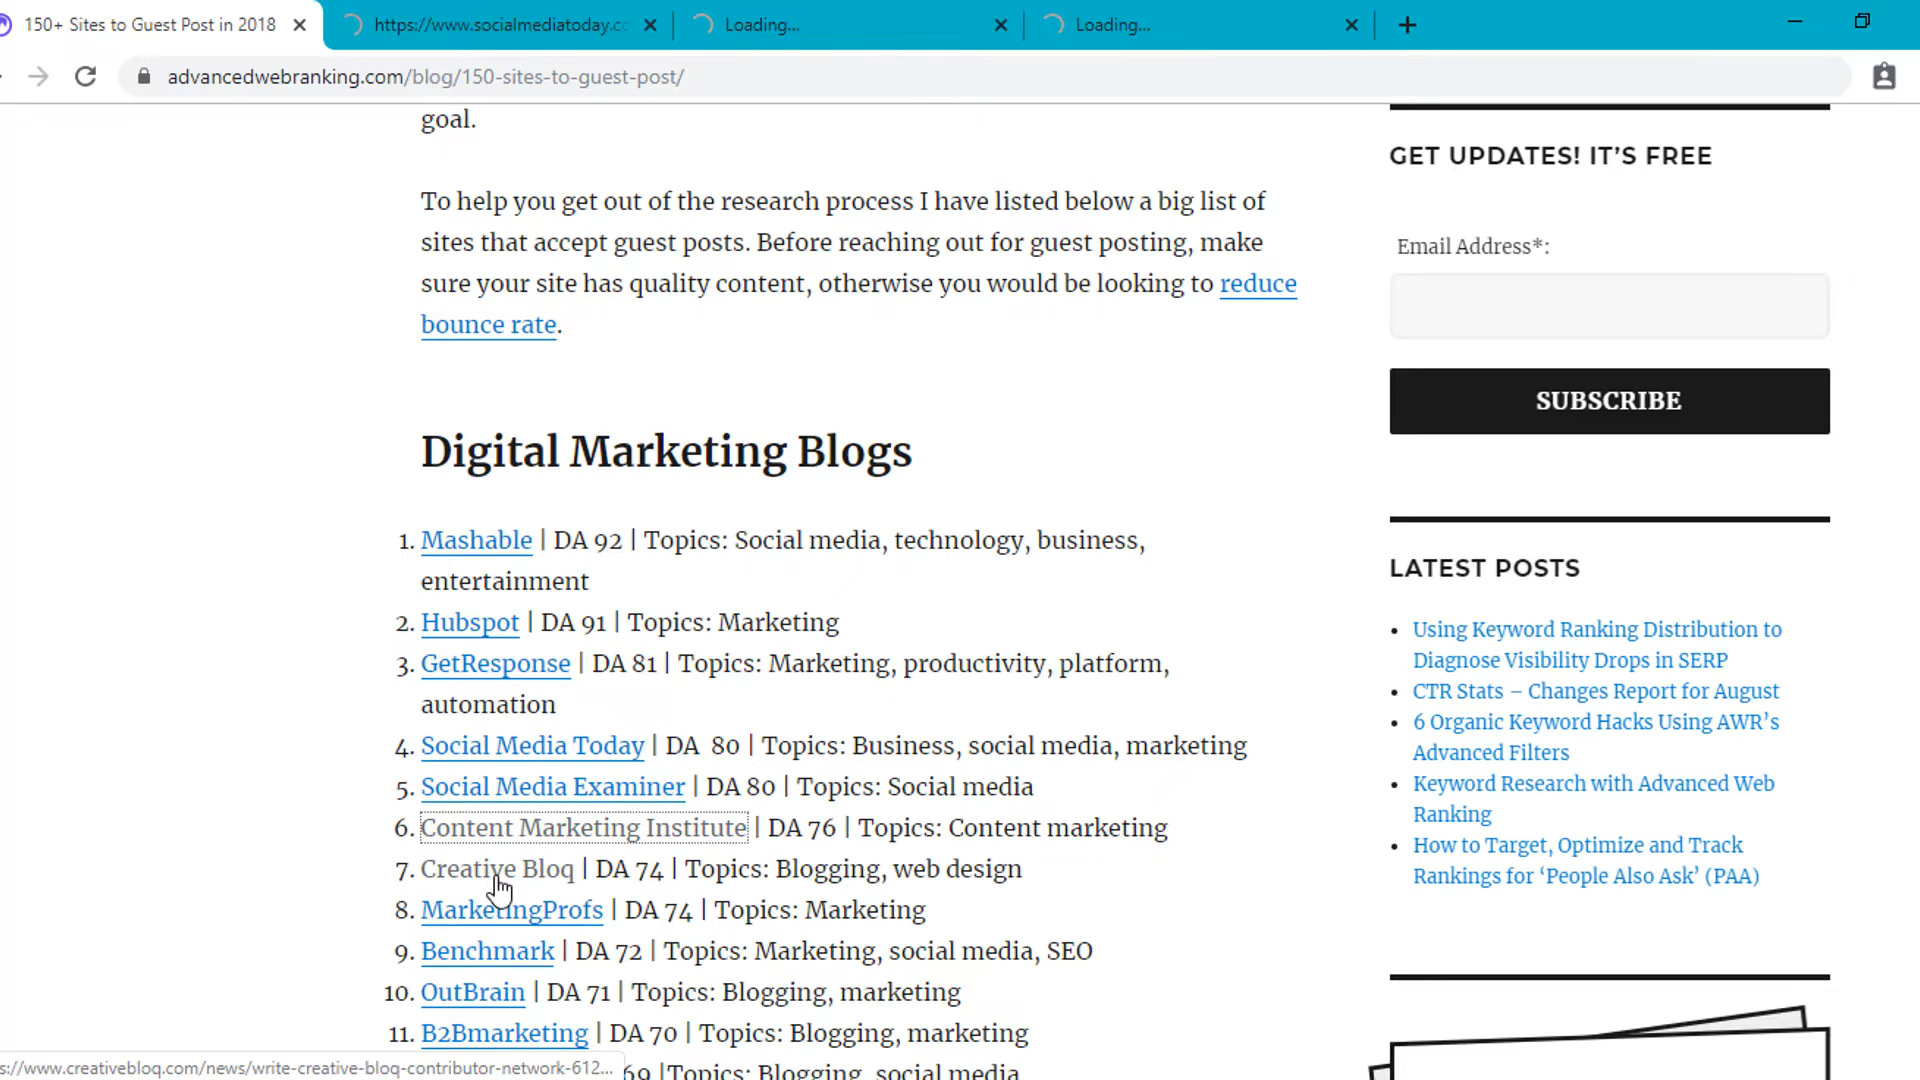 150+ Sites to Guest Post in 2018
https://www.socialmediatoday.co
Loading...
Loading...
advancedwebranking.com/blog/150-sites-to-guest-post/
goal.
To help you get out of the research process I have listed below a big list of
sites that accept guest posts. Before reaching out for guest posting, make
sure your site has quality content, otherwise you would be looking to reduce
bounce rate.
Digital Marketing Blogs
1. Mashable | DA 92 | Topics: Social media, technology, business,
entertainment
2. Hubspot | DA 91 | Topics: Marketing
3. GetResponse | DA 81 | Topics: Marketing, productivity, platform,
automation
4. Social Media Today | DA 80 | Topics: Business, social media, marketing
5. Social Media Examiner | DA 80 | Topics: Social media
6. Content Marketing Institute | DA 76 | Topics: Content marketing
7. Creative Bloq | DA 74 | Topics: Blogging, web design
8. MarketingProfs | DA 74 | Topics: Marketing
9. Benchmark | DA 72 | Topics: Marketing, social media, SEO
10. OutBrain | DA 71 | Topics: Blogging, marketing
11. B2Bmarketing | DA 70 | Topics: Blogging, marketing
69 |Topics: Blogging, social media
s://www.creativebloq.com/news/write-creative-bloq-contributor-network-612...
GET UPDATES! IT'S FREE
Email Address*:
SUBSCRIBE
LATEST POSTS
• Using Keyword Ranking Distribution to
Diagnose Visibility Drops in SERP
• CTR Stats – Changes Report for August
• 6 Organic Keyword Hacks Using AWR's
Advanced Filters
• Keyword Research with Advanced Web
Ranking
• How to Target, Optimize and Track
Rankings for 'People Also Ask' (PAA)